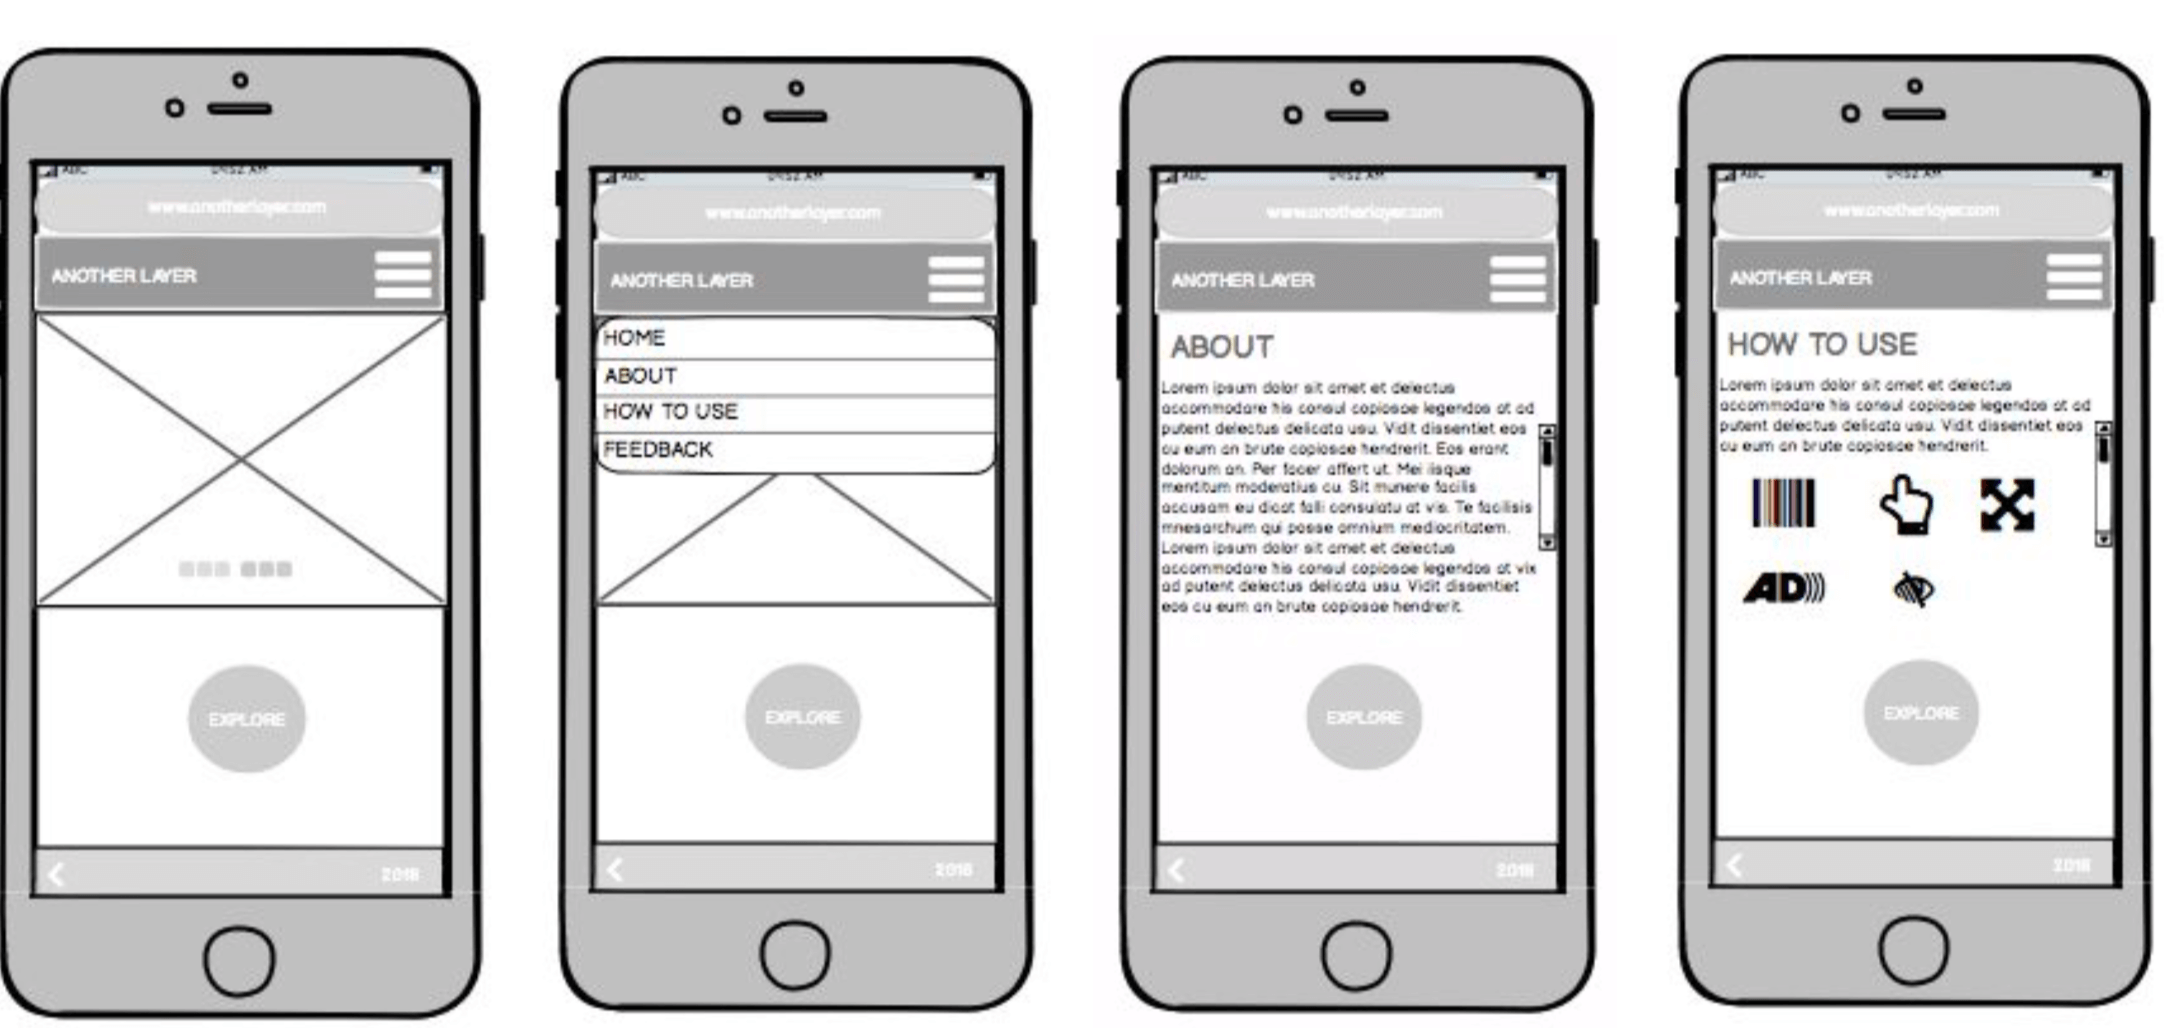 ABC 09:52 AM
www.anotherlayer.com
ANOTHER LAYER
EXPLORE
2018
ABC 09:52 AM
www.anotherlayer.com
ANOTHER LAYER
HOME
ABOUT
HOW TO USE
FEEDBACK
EXPLORE
2018
ABC 09:52 AM
www.anotherlayer.com
ANOTHER LAYER
ABOUT
Lorem ipsum dolor sit amet et delectus
accommodare his consul copiosae legendos at ad
putent delectus delicata usu. Vidit dissentiet eos
cu eum an brute copiosae hendrerit. Eos erant
dolorum an. Per facer affert ut. Mei iisque
mentitum moderatius cu. Sit munere facilis
accusam eu dicat falli consulatu at vis. Te facilisis
mnesarchum qui posse omnium mediocritatem.
Lorem ipsum dolor sit amet et delectus
accommodare his consul copiosae legendos at vix
ad putent delectus delicata usu. Vidit dissentiet
eos cu eum an brute copiosae hendrerit.
EXPLORE
2018
ABC 09:52 AM
www.anotherlayer.com
ANOTHER LAYER
HOW TO USE
Lorem ipsum dolor sit amet et delectus
accommodare his consul copiosae legendos at ad
putent delectus delicata usu. Vidit dissentiet eos
cu eum an brute copiosae hendrerit.
AD)))
EXPLORE
2018